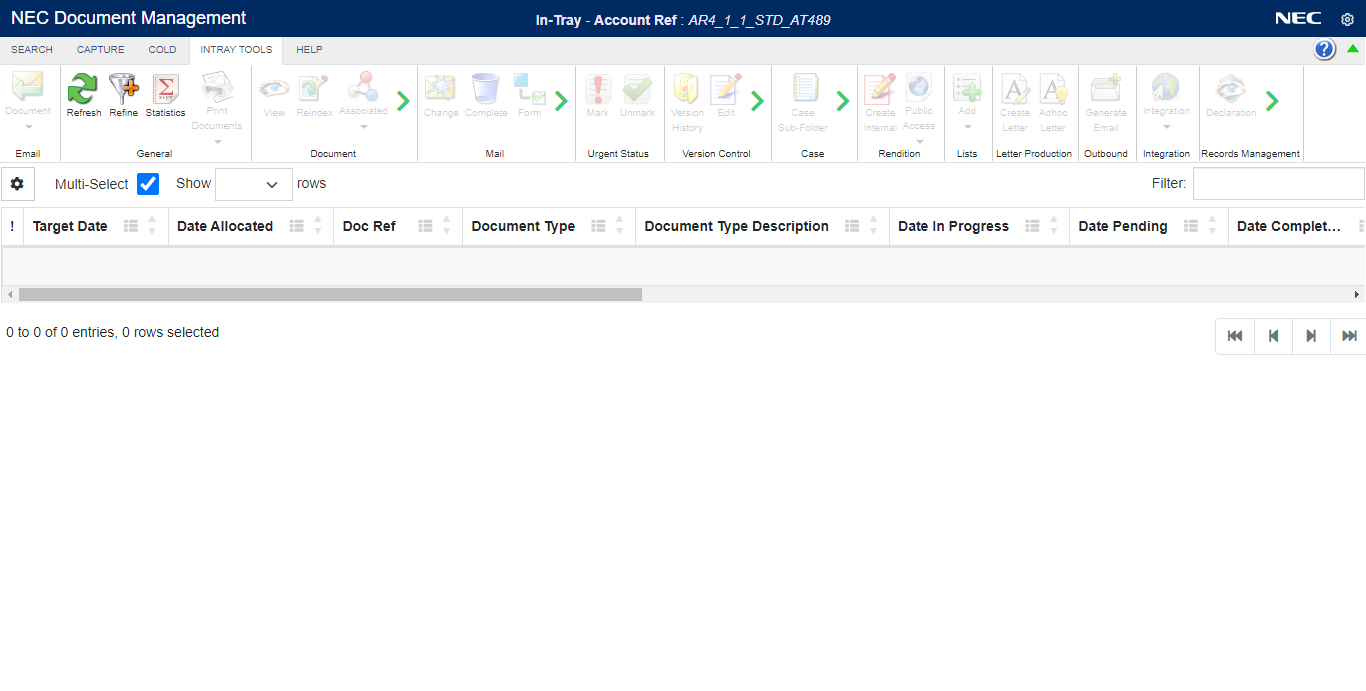 NEC Document Management
In-Tray - Account Ref : AR4_1_1_STD_AT489
NEC
SEARCH CAPTURE COLD INTRAY TOOLS HELP
?
Document
Refresh Refine Statistics Print Documents
View Reindex Associated
Change Complete Form
Mark Unmark
Version History Edit
Case Sub-Folder
Create Internal Public Access
Add
Create Letter Adhoc Letter
Generate Email
Integration
Declaration
Email General Document Mail Urgent Status Version Control Case Rendition Lists Letter Production Outbound Integration Records Management
Multi-Select Show rows Filter:
! Target Date Date Allocated Doc Ref Document Type Document Type Description Date In Progress Date Pending Date Complet...
0 to 0 of 0 entries, 0 rows selected